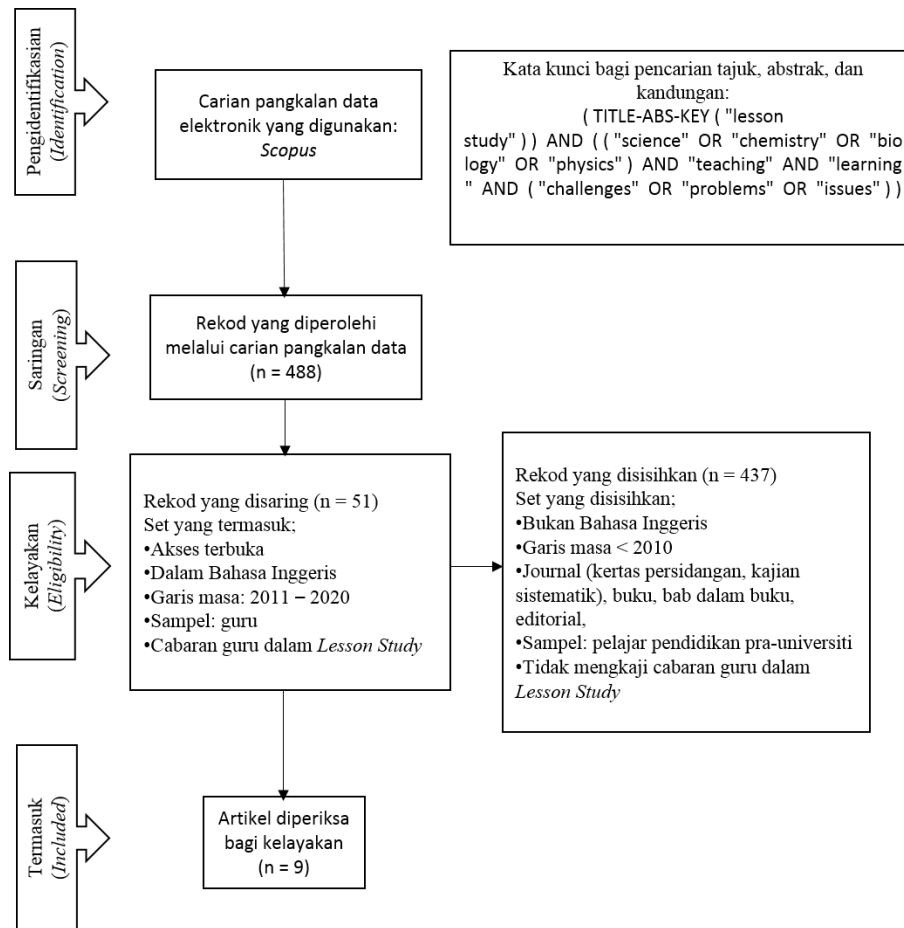 Pengidentifikasian
(Identification)
Carian pangkalan data
elektronik yang digunakan:
Scopus
Kata kunci bagi pencarian tajuk, abstrak, dan
kandungan:
( TITLE-ABS-KEY ( "lesson
study" ) ) AND ( ( "science" OR "chemistry" OR "bio
logy" OR "physics" ) AND "teaching" AND "learning
" AND ( "challenges" OR "problems" OR "issues" ) )
Saringan
(Screening)
Rekod yang diperolehi
melalui carian pangkalan data
(n = 488)
Kelayakan
(Eligibility)
Rekod yang disaring (n = 51)
Set yang termasuk;
•Akses terbuka
•Dalam Bahasa Inggeris
•Garis masa: 2011 – 2020
•Sampel: guru
•Cabaran guru dalam Lesson Study
Rekod yang disisihkan (n = 437)
Set yang disisihkan;
•Bukan Bahasa Inggeris
•Garis masa < 2010
•Journal (kertas persidangan, kajian
sistematik), buku, bab dalam buku,
editorial,
•Sampel: pelajar pendidikan pra-universiti
•Tidak mengkaji cabaran guru dalam
Lesson Study
Termasuk
(Included)
Artikel diperiksa
bagi kelayakan
(n = 9)